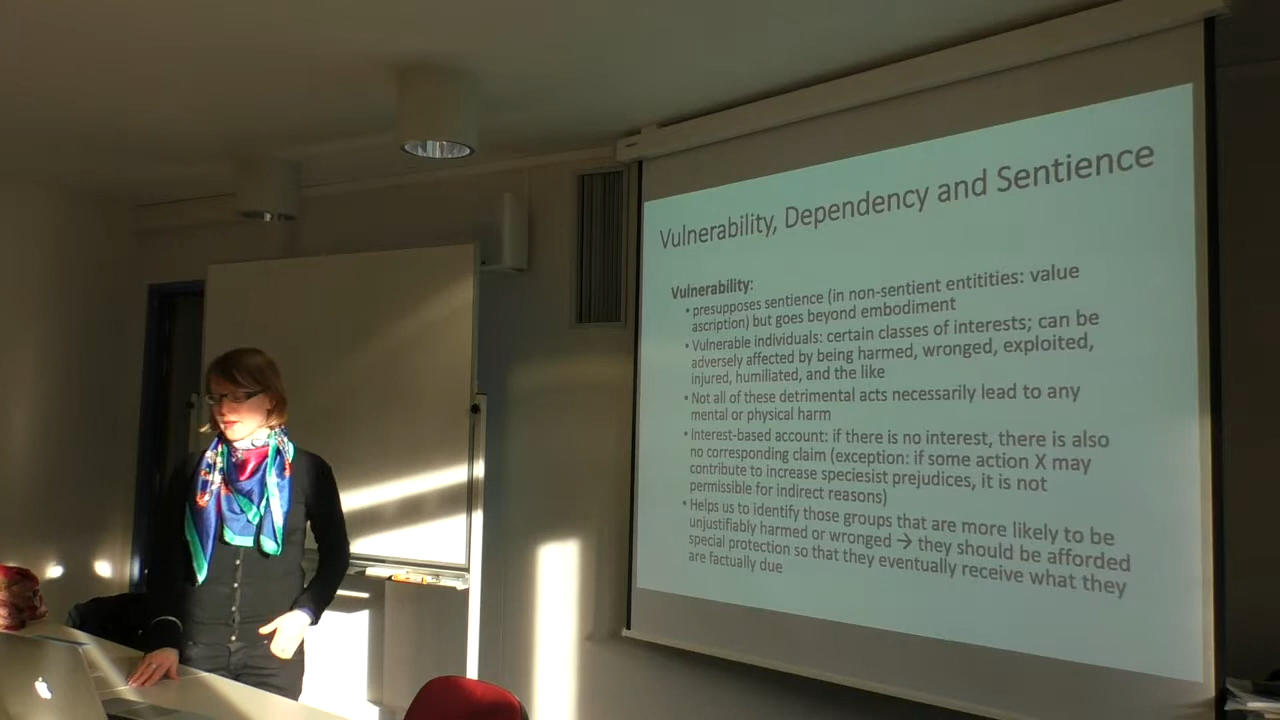 Vulnerability, Dependency and Sentience
Vulnerability:
• presupposes sentience (in non-sentient entitities: value
ascription) but goes beyond embodiment
• Vulnerable individuals: certain classes of interests; can be
adversely affected by being harmed, wronged, exploited,
injured, humiliated, and the like
• Not all of these detrimental acts necessarily lead to any
mental or physical harm
• Interest-based account: if there is no interest, there is also
no corresponding claim (exception: if some action X may
contribute to increase speciesist prejudices, it is not
permissible for indirect reasons)
• Helps us to identify those groups that are more likely to be
unjustifiably harmed or wronged → they should be afforded
special protection so that they eventually receive what they
are factually due